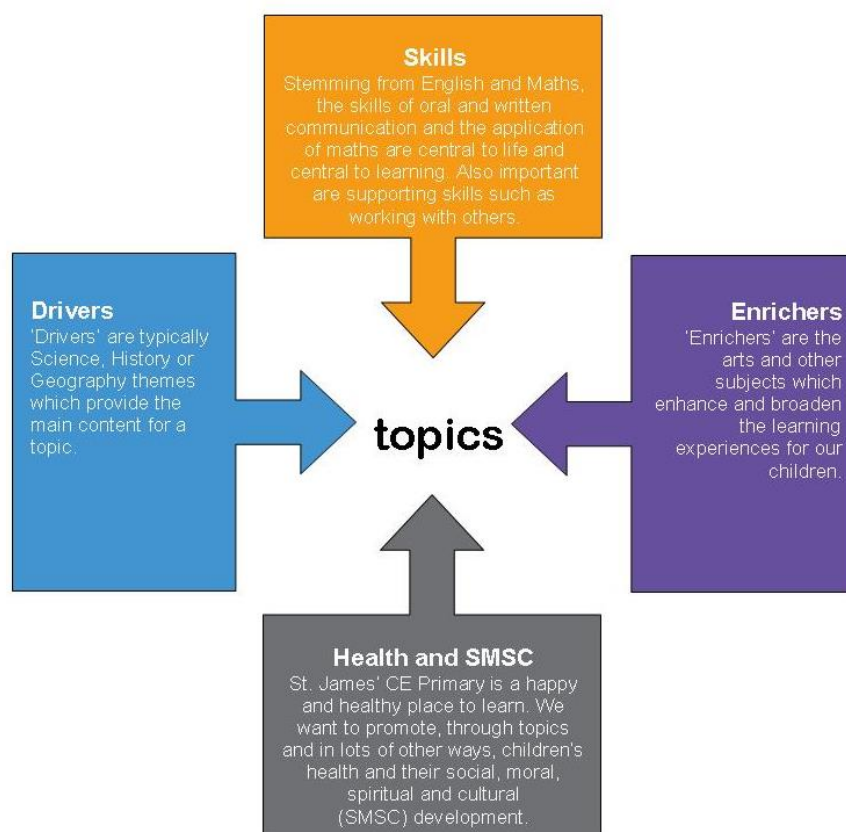 Skills
Stemming from English and Maths,
the skills of oral and written
communication and the application
of maths are central to life and
central to learning. Also important
are supporting skills such as
working with others.
Drivers
'Drivers' are typically
Science, History or
Geography themes
which provide the
main content for a
topic.
topics
Enrichers
'Enrichers' are the
arts and other
subjects which
enhance and broaden
the learning
experiences for our
children.
Health and SMSC
St. James' CE Primary is a happy
and healthy place to learn. We
want to promote, through topics
and in lots of other ways, children's
health and their social, moral,
spiritual and cultural
(SMSC) development.